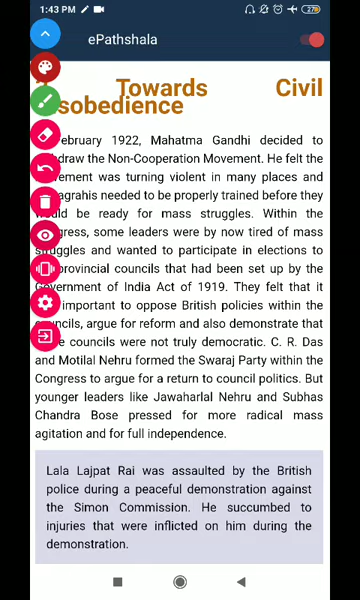 1:43 PM
280
ePathshala
Towards Civil
sobedience
ebruary 1922, Mahatma Gandhi decided to
draw the Non-Cooperation Movement. He felt the
ement was turning violent in many places and
agrahis needed to be properly trained before they
ld be ready for mass struggles. Within the
gress, some leaders were by now tired of mass
ggles and wanted to participate in elections to
provincial councils that had been set up by the
Government of India Act of 1919. They felt that it
important to oppose British policies within the
ncils, argue for reform and also demonstrate that
e councils were not truly democratic. C. R. Das
and Motilal Nehru formed the Swaraj Party within the
Congress to argue for a return to council politics. But
younger leaders like Jawaharlal Nehru and Subhas
Chandra Bose pressed for more radical mass
agitation and for full independence.
Lala Lajpat Rai was assaulted by the British
police during a peaceful demonstration against
the Simon Commission. He succumbed to
injuries that were inflicted on him during the
demonstration.